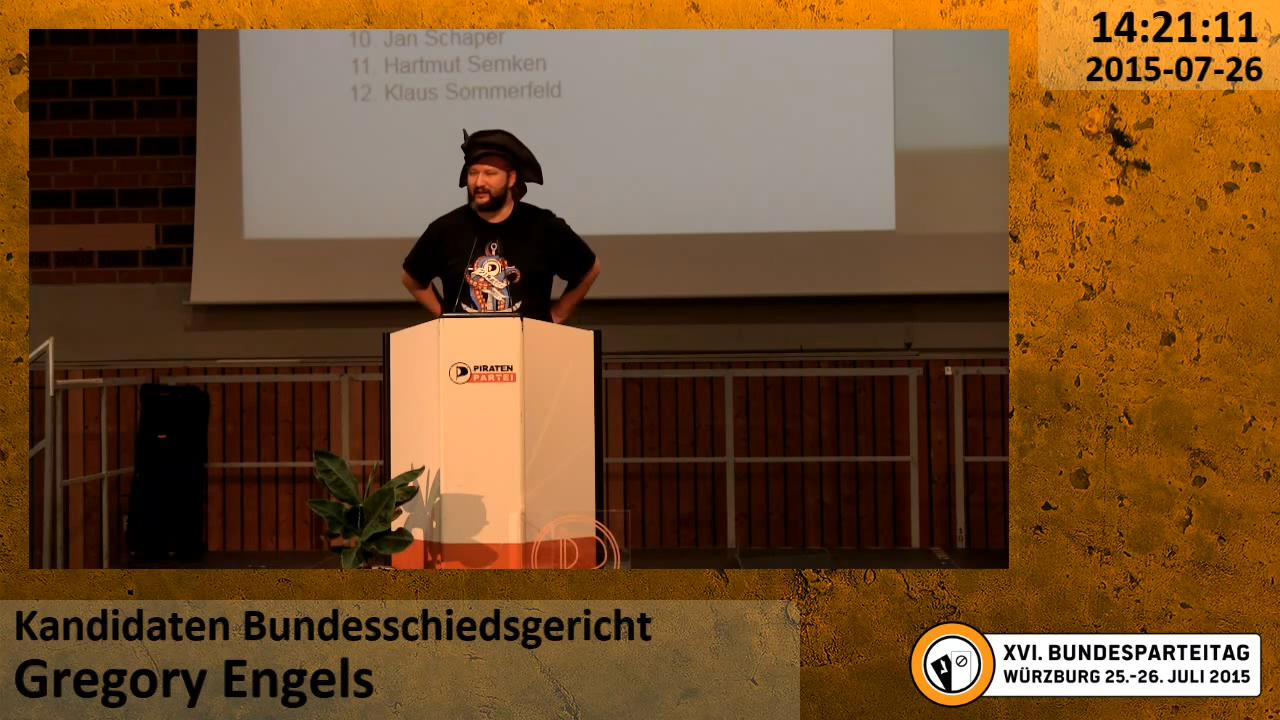 14:21:11
2015-07-26
10 Jan Schaper
11 Hartmut Semken
12 Klaus Sommerfeld
PIRATEN
PARTEI
Kandidaten Bundesschiedsgericht
Gregory Engels
XVI. BUNDESPARTEITAG
WÜRZBURG 25.-26. JULI 2015